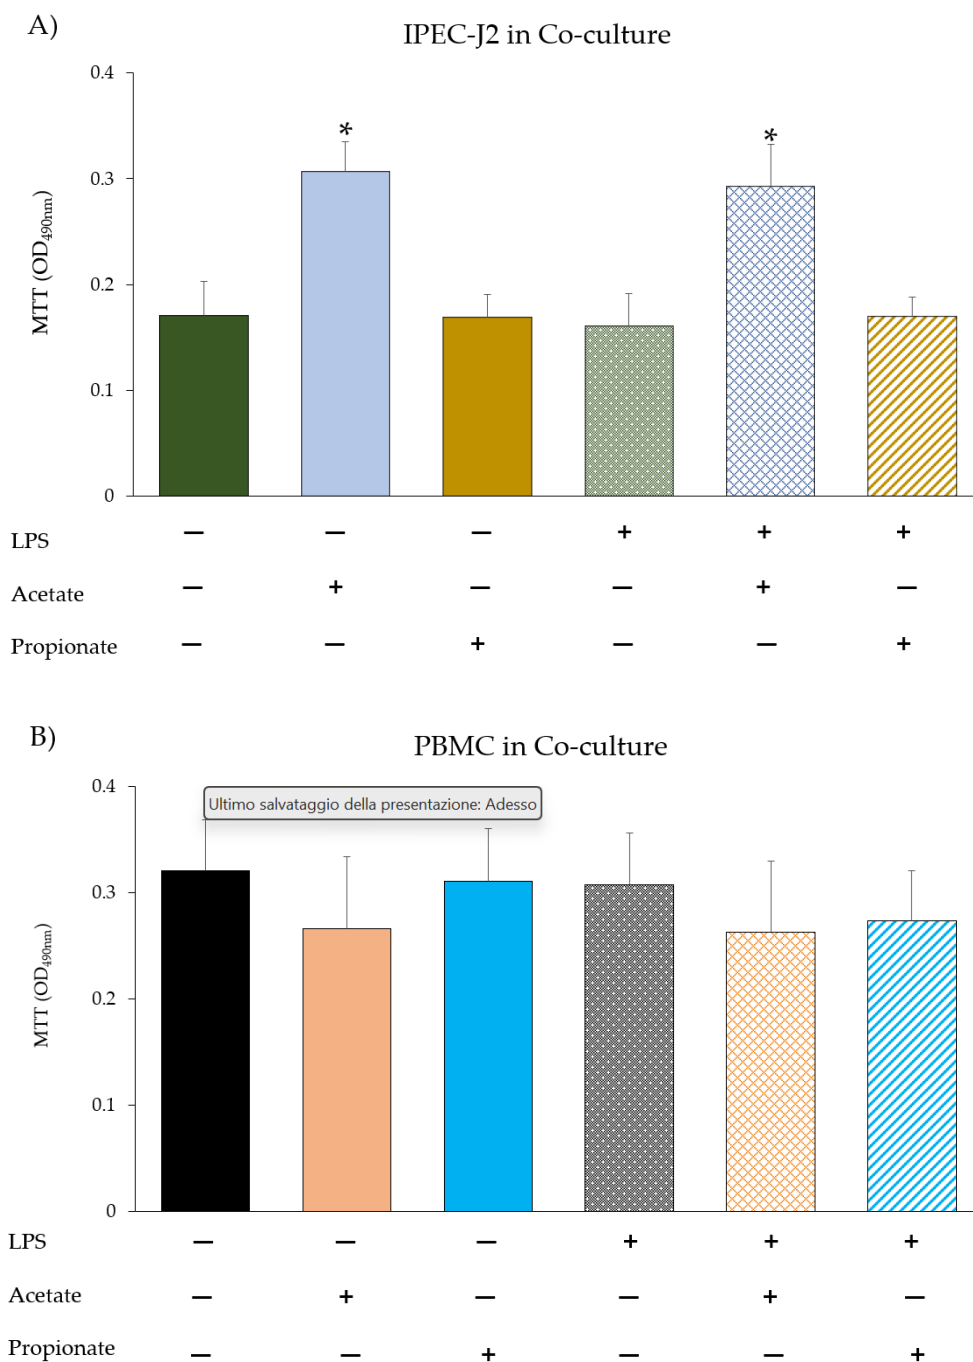 A)
IPEC-J2 in Co-culture
0.4
0.3
0.2
0.1
0
MTT (OD490nm)
*
*
LPS — — — + + +
Acetate — + — — + —
Propionate — — + — — +
B)
PBMC in Co-culture
0.4
0.3
0.2
0.1
0
MTT (OD490nm)
Ultimo salvataggio della presentazione: Adesso
LPS — — — + + +
Acetate — + — — + —
Propionate — — + — — +